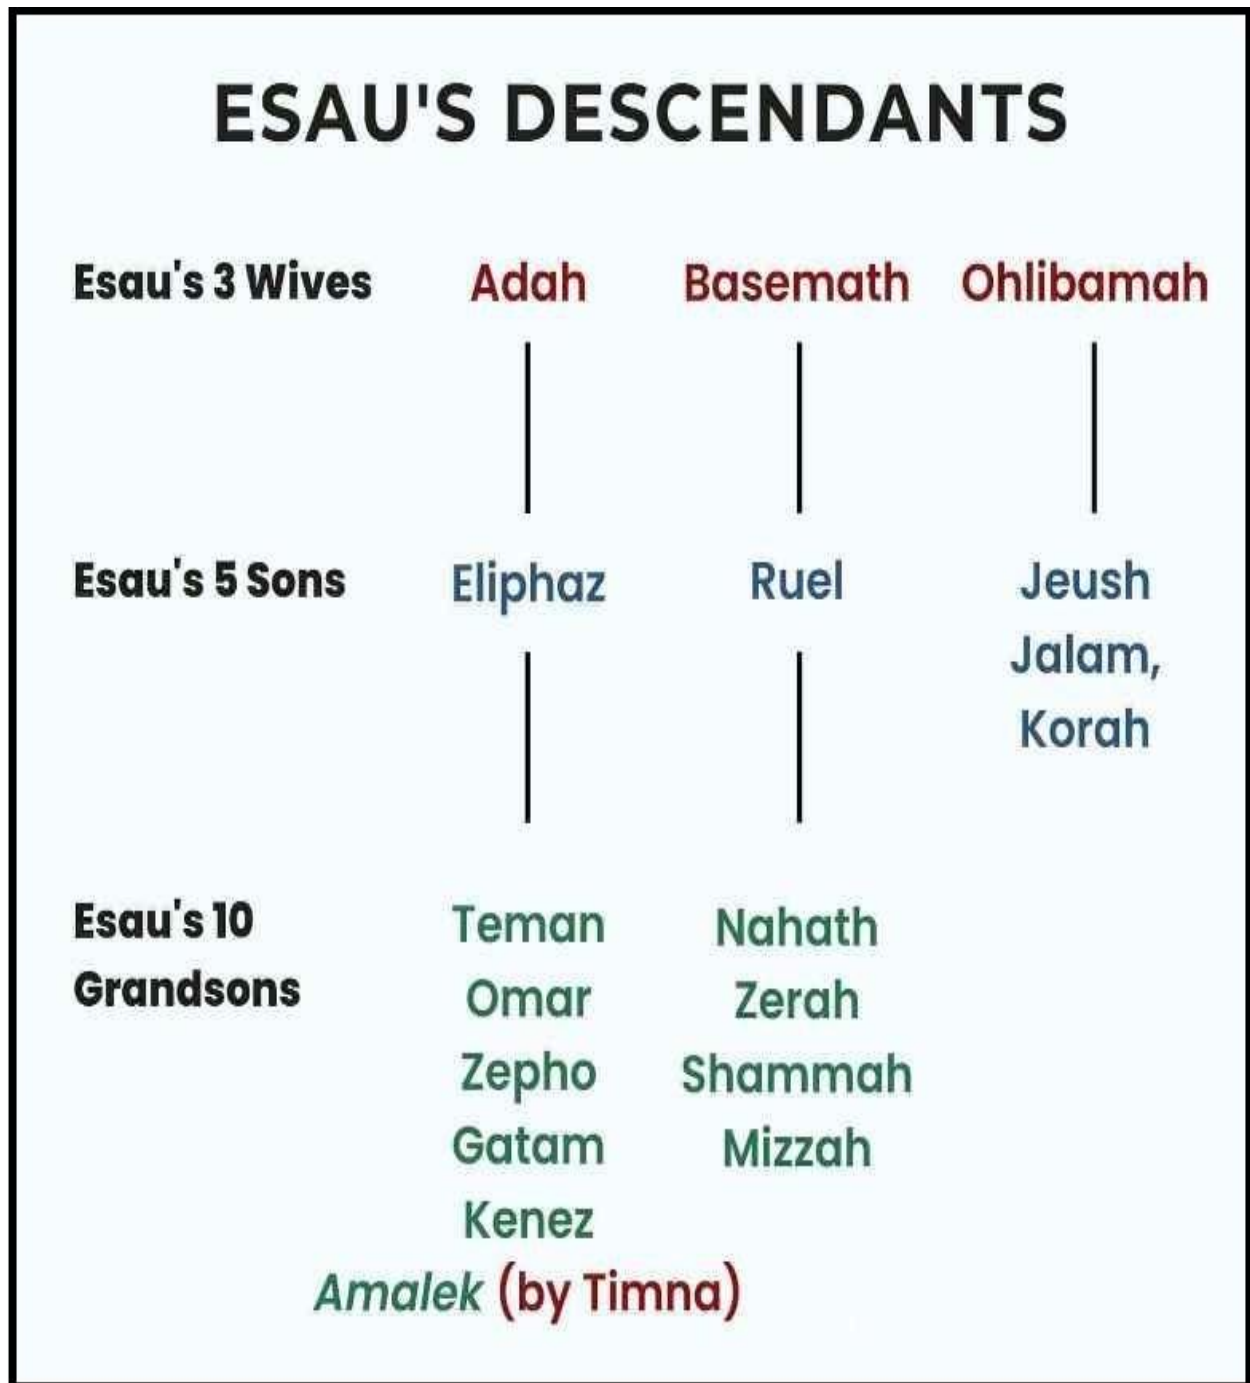 ESAU'S DESCENDANTS
Esau's 3 Wives Adah Basemath Ohlibamah
Esau's 5 Sons Eliphaz Ruel Jeush
Jalam,
Korah
Esau's 10 Teman Nahath
Grandsons Omar Zerah
Zepho Shammah
Gatam Mizzah
Kenez
Amalek (by Timna)